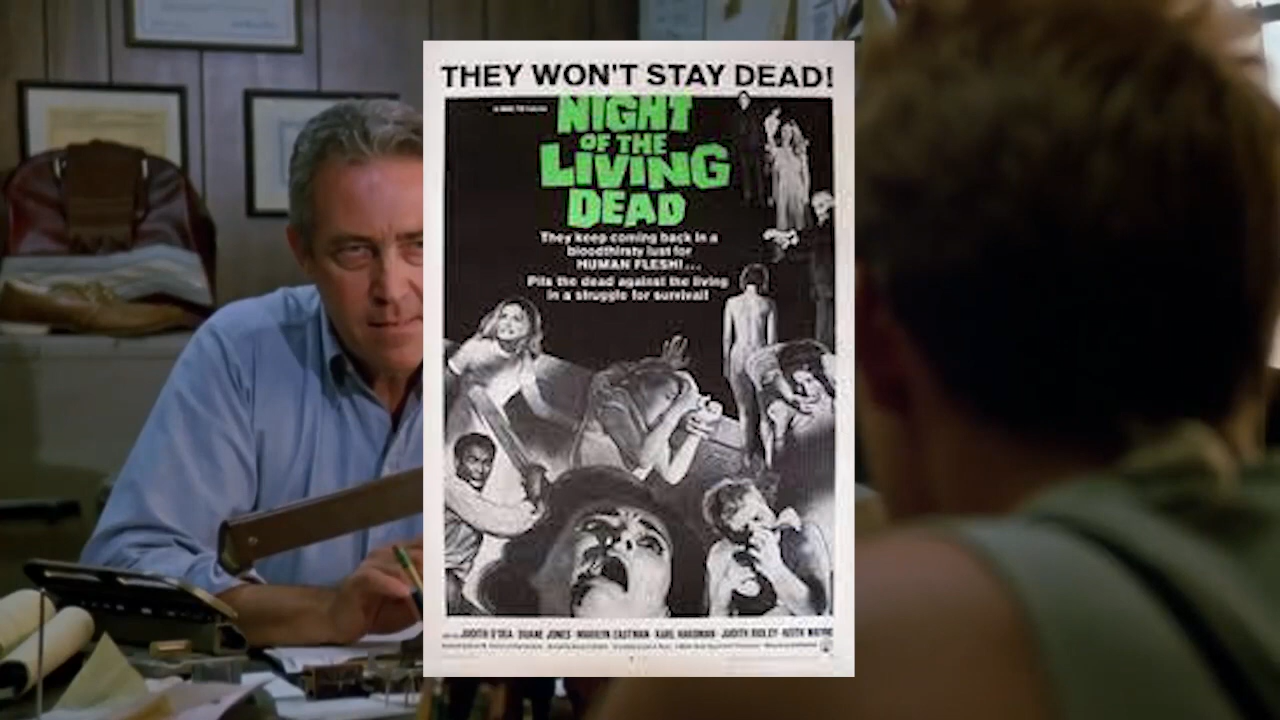 THEY WON'T STAY DEAD!
NIGHT
OF THE
LIVING
DEAD
They keep coming back in a
bloodthirsty lust for
HUMAN FLESH!...
Pits the dead against the living
in a struggle for survival!
JUDITH O'DEA DUANE JONES MARILYN EASTMAN KARL HARDMAN JUDITH RIDLEY KEITH WAYNE